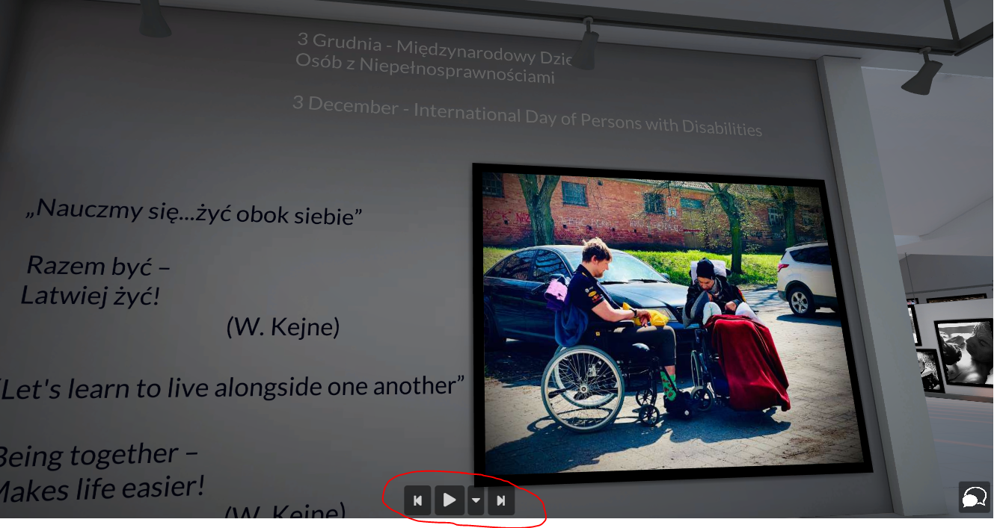 3 Grudnia - Międzynarodowy Dzie
Osób z Niepełnosprawnościami
3 December - International Day of Persons with Disabilities
„Nauczmy się...żyć obok siebie”
Razem być –
Latwiej żyć!
(W. Kejne)
Let's learn to live alongside one another”
Being together –
Makes life easier!
(W. Kejne)